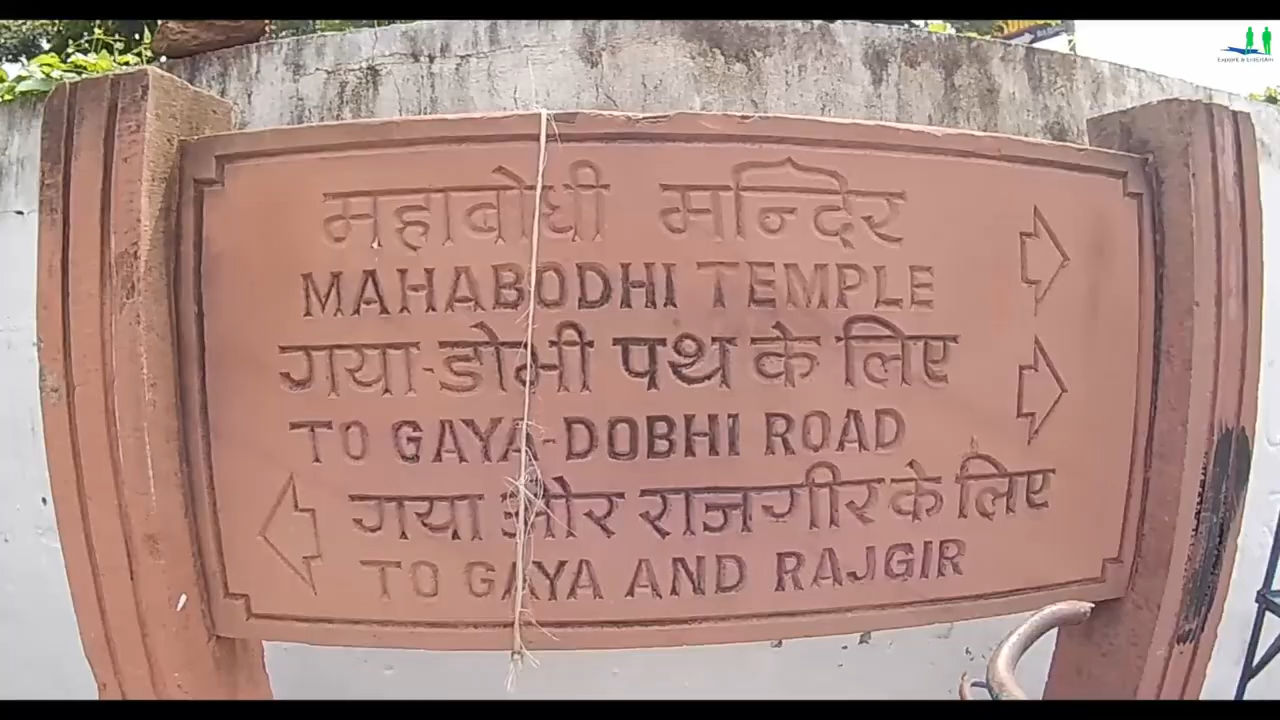 महाबोधी मन्दिर
MAHABODHI TEMPLE
गया-डोभी पथ के लिए
TO GAYA-DOBHI ROAD
गया और राजगीर के लिए
TO GAYA AND RAJGIR